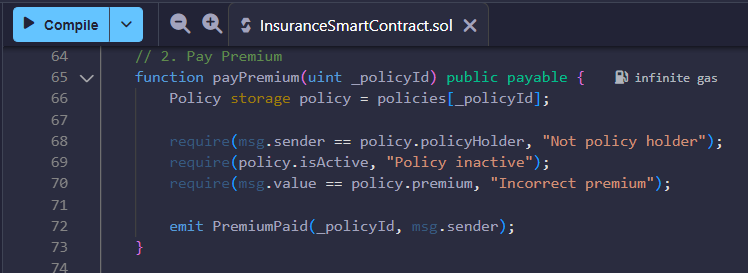 Compile
InsuranceSmartContract.sol
64 // 2. Pay Premium
65 function payPremium(uint _policyId) public payable { infinite gas
66 Policy storage policy = policies[_policyId];
67
68 require(msg.sender == policy.policyHolder, "Not policy holder");
69 require(policy.isActive, "Policy inactive");
70 require(msg.value == policy.premium, "Incorrect premium");
71
72 emit PremiumPaid(_policyId, msg.sender);
73 }
74